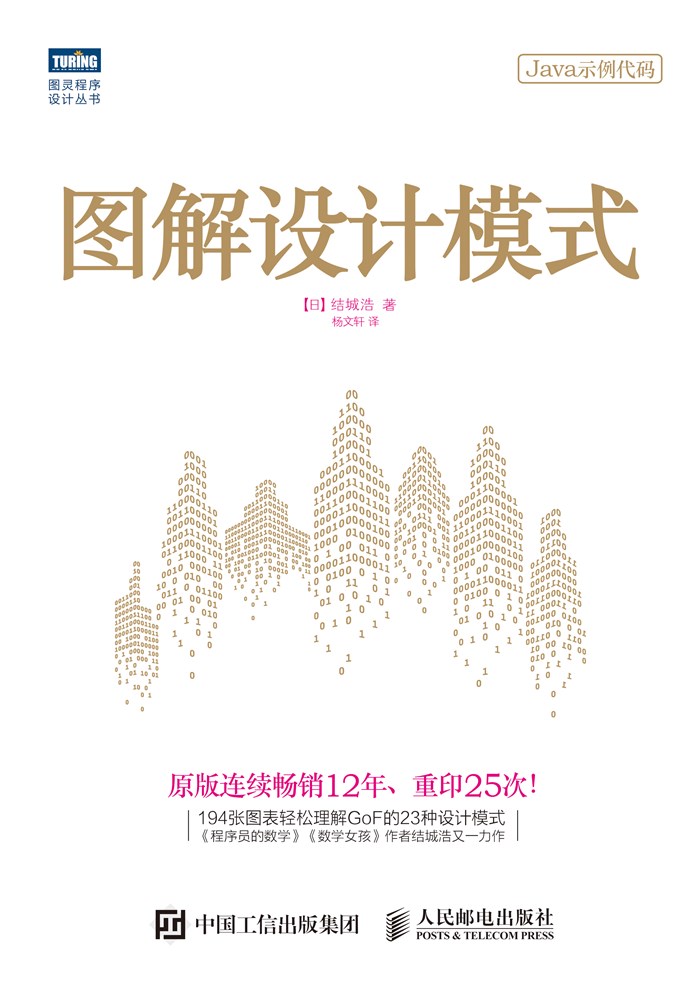 TURING
图灵程序
设计丛书
Java示例代码
图解设计模式
【日】结城浩 著
杨文轩 译
原版连续畅销12年、重印25次!
194张图表轻松理解GoF的23种设计模式
《程序员的数学》《数学女孩》作者结城浩又一力作
中国工信出版集团
人民邮电出版社
POSTS & TELECOM PRESS